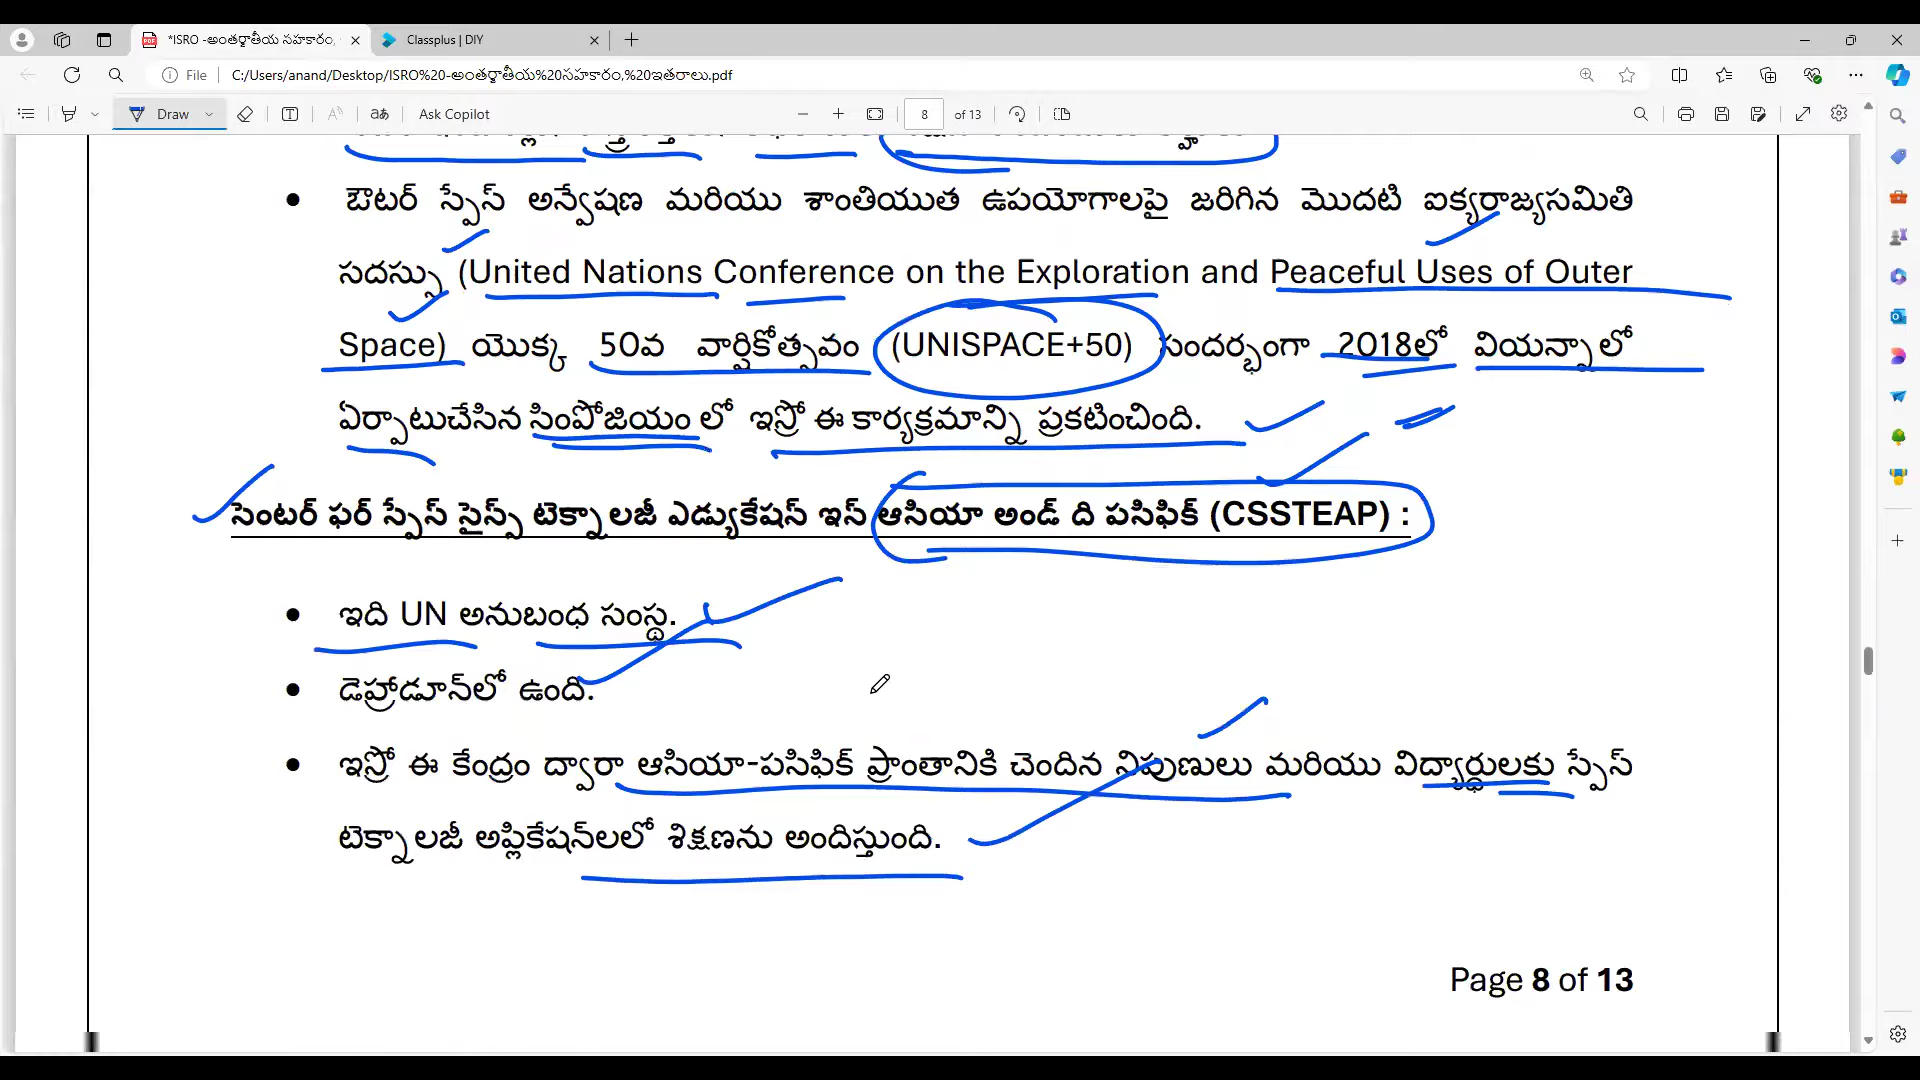 *ISRO -అంతర్జాతీయ సహకారం,
Classplus | DIY
File
C:/Users/anand/Desktop/ISRO%20-అంతర్జాతీయ%20సహకారం,%20ఇతరాలు.pdf
Draw
Ask Copilot
8 of 13
ఔటర్ స్పేస్ అన్వేషణ మరియు శాంతియుత ఉపయోగాలపై జరిగిన మొదటి ఐక్యరాజ్యసమితి
సదస్సు (United Nations Conference on the Exploration and Peaceful Uses of Outer
Space) యొక్క 50వ వార్షికోత్సవం (UNISPACE+50) సందర్భంగా 2018లో వియన్నాలో
ఏర్పాటుచేసిన సింపోజియం లో ఇస్రో ఈ కార్యక్రమాన్ని ప్రకటించింది.
సెంటర్ ఫర్ స్పేస్ సైన్స్ టెక్నాలజీ ఎడ్యుకేషన్ ఇన్ ఆసియా అండ్ ది పసిఫిక్ (CSSTEAP) :
ఇది UN అనుబంధ సంస్థ.
డెహ్రాడూన్‌లో ఉంది.
ఇస్రో ఈ కేంద్రం ద్వారా ఆసియా-పసిఫిక్ ప్రాంతానికి చెందిన నిపుణులు మరియు విద్యార్థులకు స్పేస్
టెక్నాలజీ అప్లికేషన్‌లలో శిక్షణను అందిస్తుంది.
Page 8 of 13